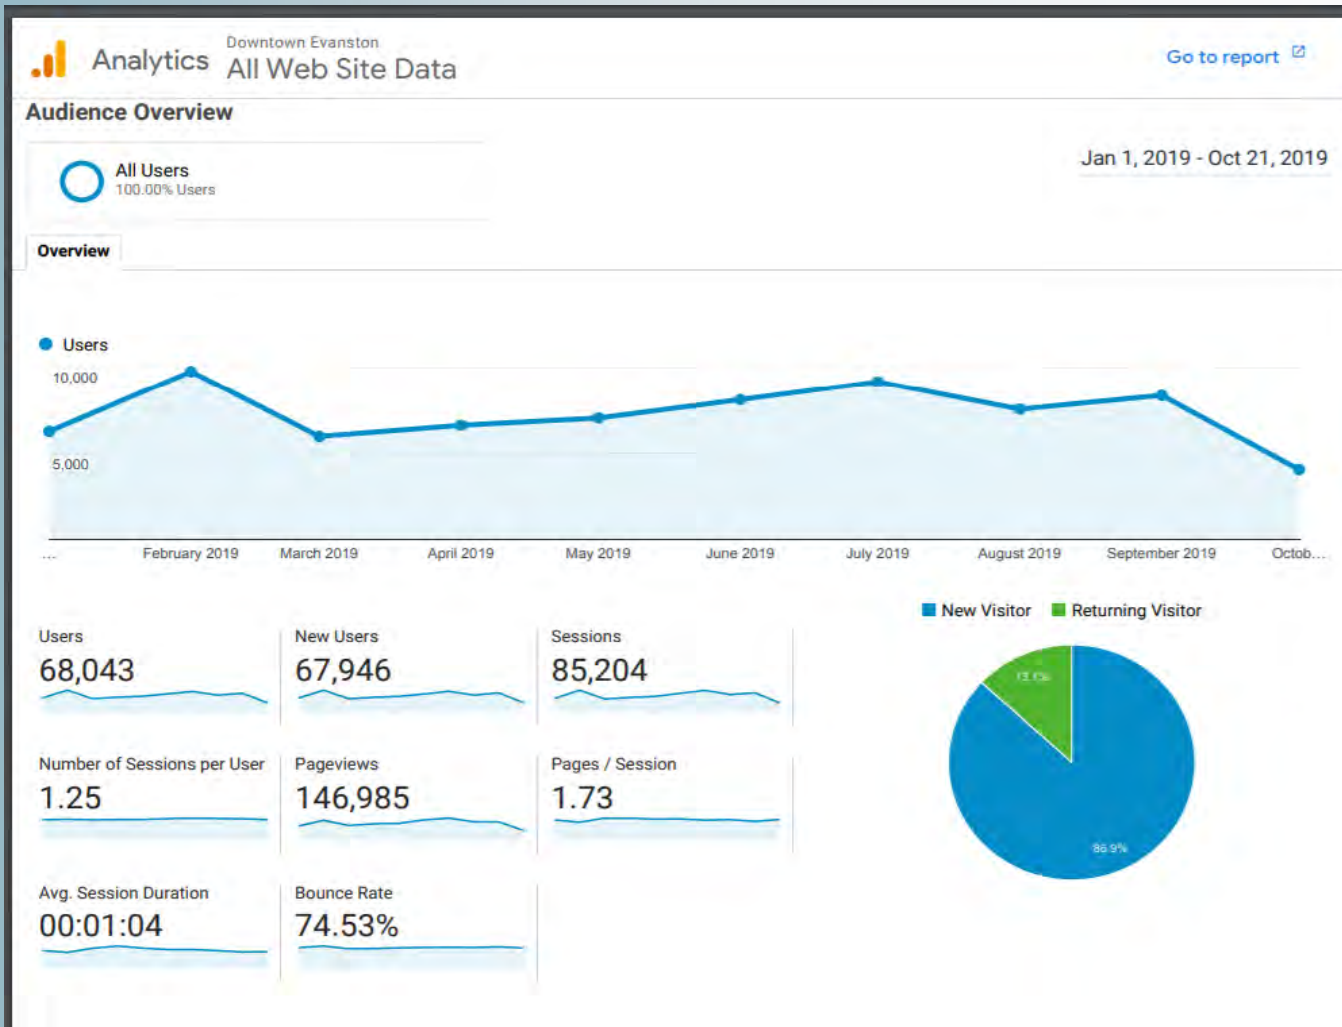 Analytics
Downtown Evanston
All Web Site Data
Go to report
Audience Overview
All Users
100.00% Users
Jan 1, 2019 - Oct 21, 2019
Overview
Users
10,000
5,000
...
February 2019
March 2019
April 2019
May 2019
June 2019
July 2019
August 2019
September 2019
Octob...
New Visitor
Returning Visitor
13.1%
86.9%
Users
68,043
New Users
67,946
Sessions
85,204
Number of Sessions per User
1.25
Pageviews
146,985
Pages / Session
1.73
Avg. Session Duration
00:01:04
Bounce Rate
74.53%